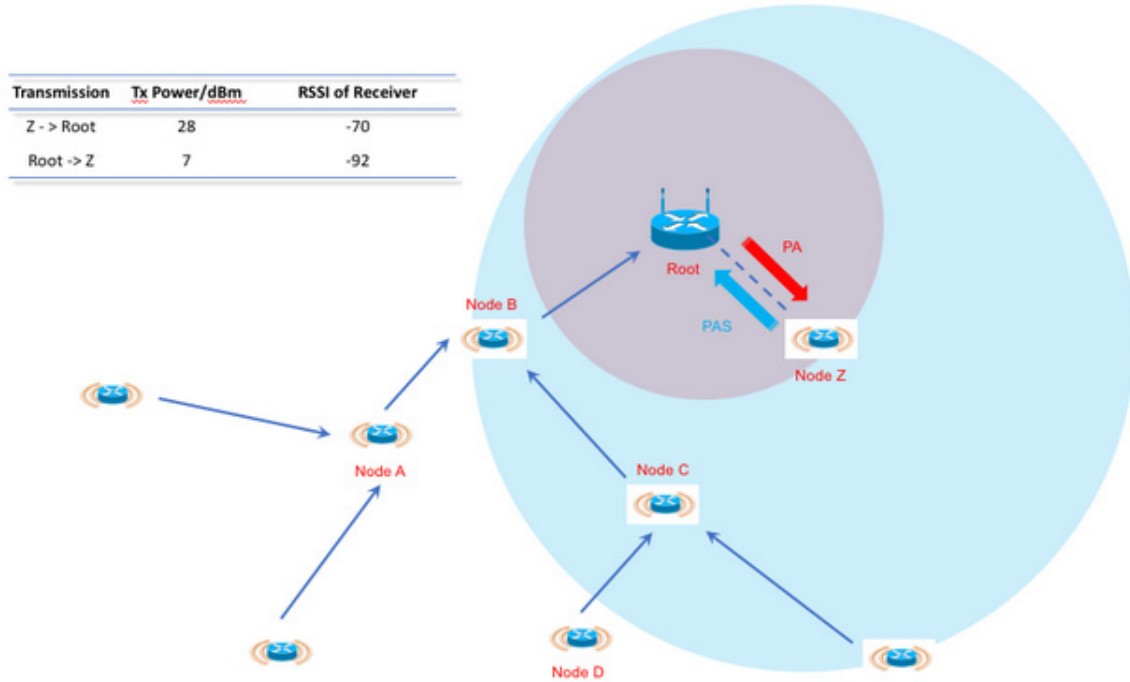 Transmission Tx Power/dBm RSSI of Receiver
Z - > Root 28 -70
Root -> Z 7 -92
PA
Root
Node B
PAS
Node Z
Node A
Node C
Node D